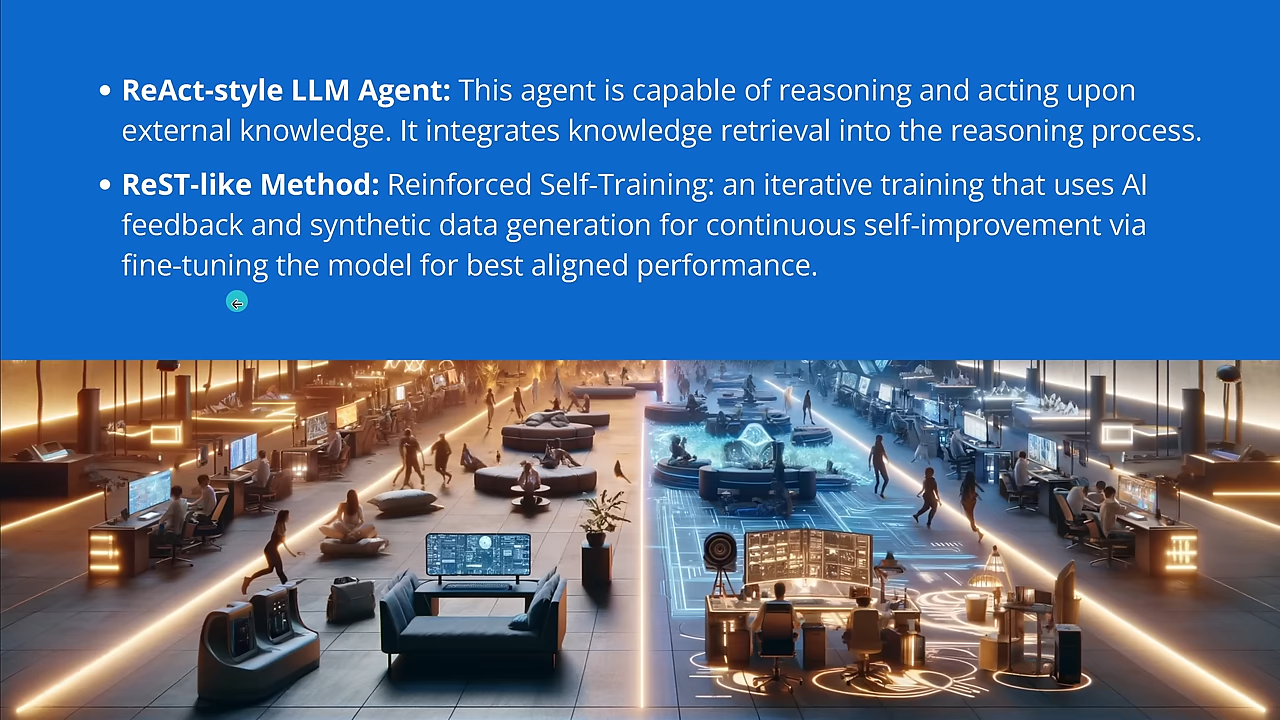 • ReAct-style LLM Agent: This agent is capable of reasoning and acting upon
external knowledge. It integrates knowledge retrieval into the reasoning process.
• ReST-like Method: Reinforced Self-Training: an iterative training that uses AI
feedback and synthetic data generation for continuous self-improvement via
fine-tuning the model for best aligned performance.